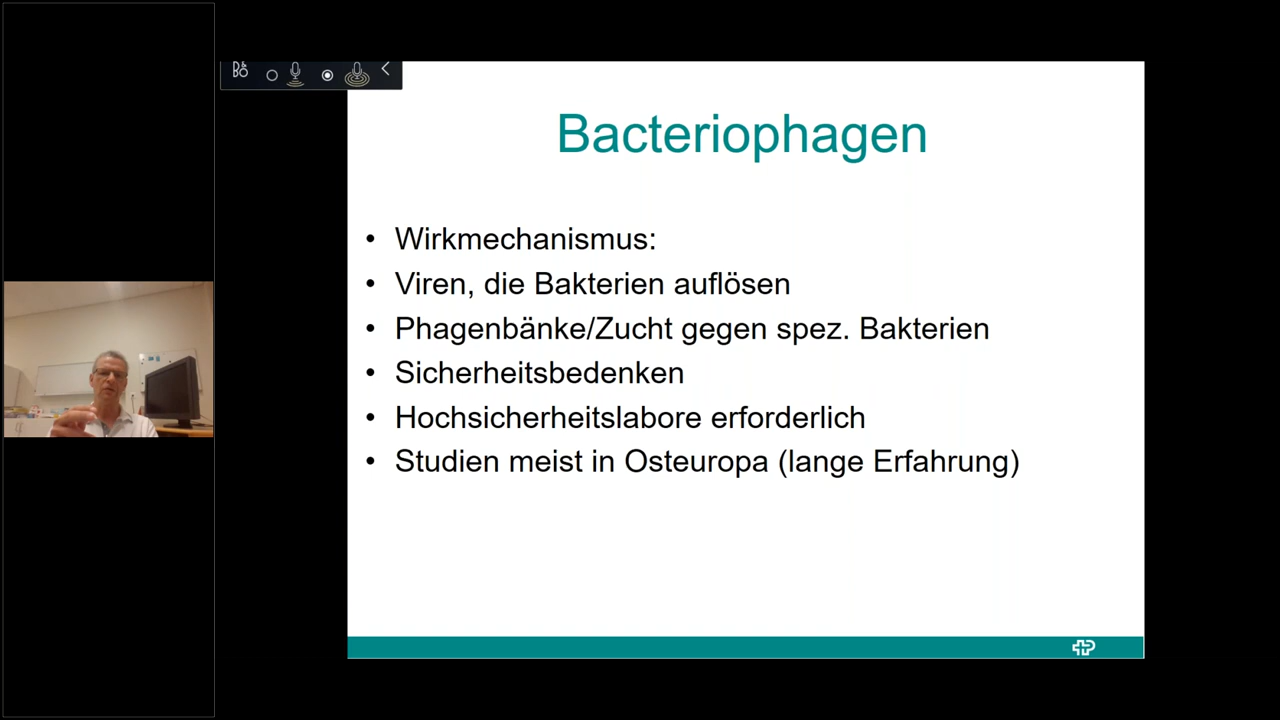 Bacteriophagen
• Wirkmechanismus:
• Viren, die Bakterien auflösen
• Phagenbänke/Zucht gegen spez. Bakterien
• Sicherheitsbedenken
• Hochsicherheitslabore erforderlich
• Studien meist in Osteuropa (lange Erfahrung)